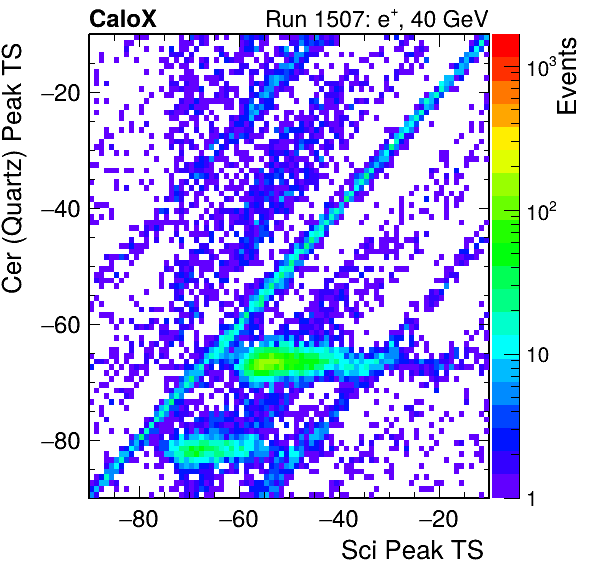 CaloX Run 1507: e⁺, 40 GeV
Cer (Quartz) Peak TS
−20
−40
−60
−80
−80 −60 −40 −20
Sci Peak TS
Events
10³
10²
10
1